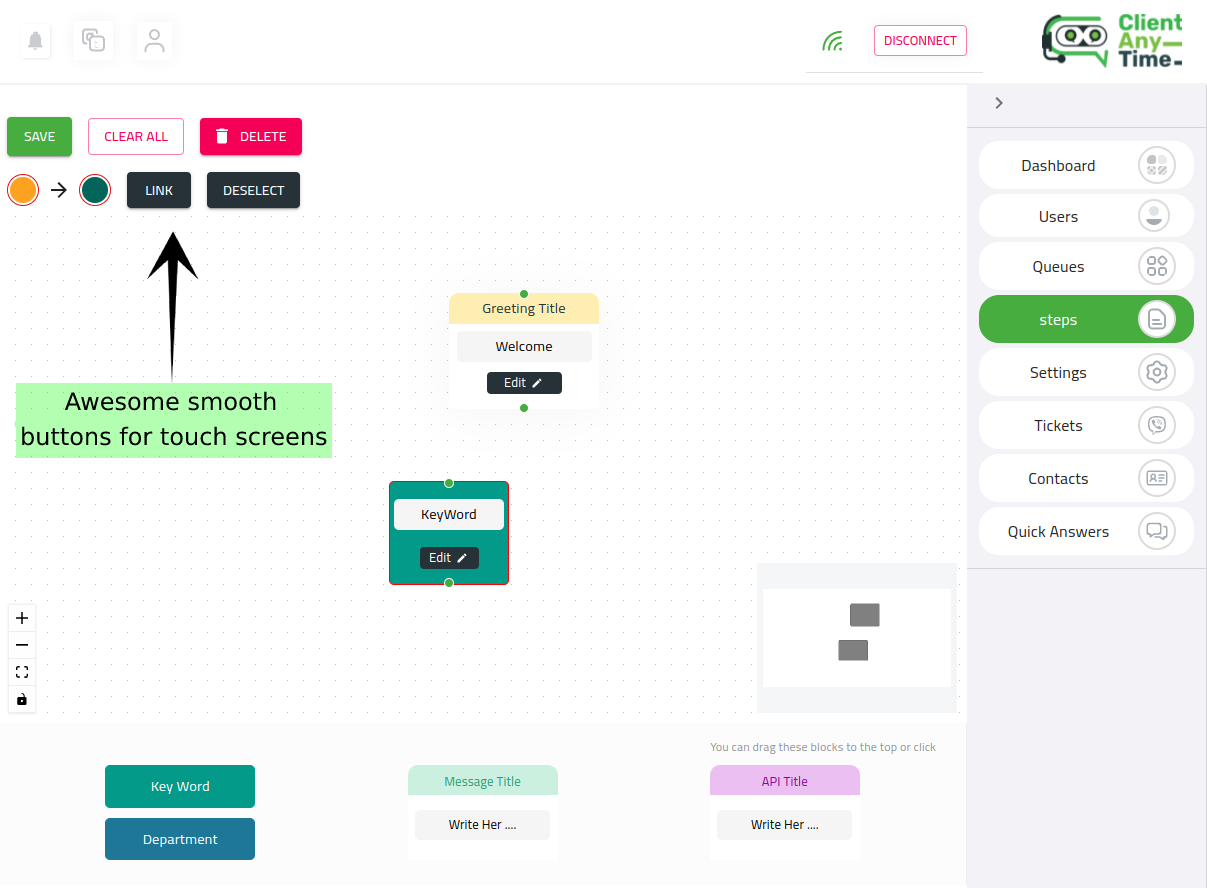 DISCONNECT
Client
Any
Time
SAVE
CLEAR ALL
DELETE
LINK
DESELECT
Awesome smooth
buttons for touch screens
Greeting Title
Welcome
Edit
KeyWord
Edit
Dashboard
Users
Queues
steps
Settings
Tickets
Contacts
Quick Answers
You can drag these blocks to the top or click
Key Word
Department
Message Title
Write Her ....
API Title
Write Her ....